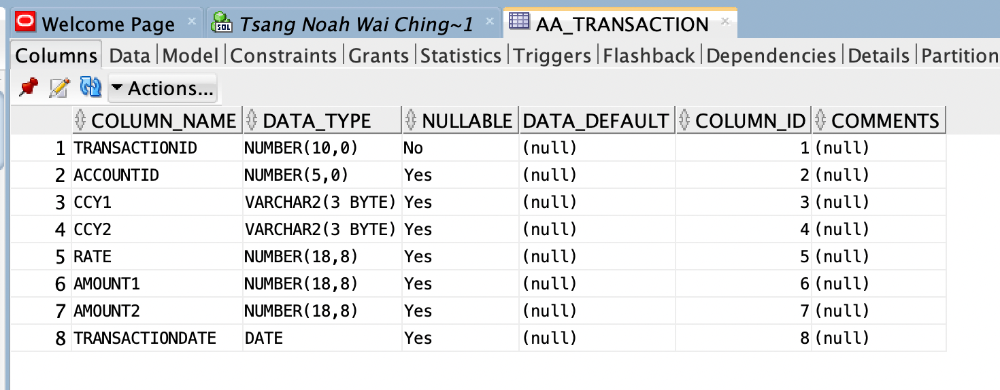 Welcome Page Tsang Noah Wai Ching~1 AA_TRANSACTION
Columns Data Model Constraints Grants Statistics Triggers Flashback Dependencies Details Partition
Actions...
COLUMN_NAME DATA_TYPE NULLABLE DATA_DEFAULT COLUMN_ID COMMENTS
1 TRANSACTIONID NUMBER(10,0) No (null) 1 (null)
2 ACCOUNTID NUMBER(5,0) Yes (null) 2 (null)
3 CCY1 VARCHAR2(3 BYTE) Yes (null) 3 (null)
4 CCY2 VARCHAR2(3 BYTE) Yes (null) 4 (null)
5 RATE NUMBER(18,8) Yes (null) 5 (null)
6 AMOUNT1 NUMBER(18,8) Yes (null) 6 (null)
7 AMOUNT2 NUMBER(18,8) Yes (null) 7 (null)
8 TRANSACTIONDATE DATE Yes (null) 8 (null)